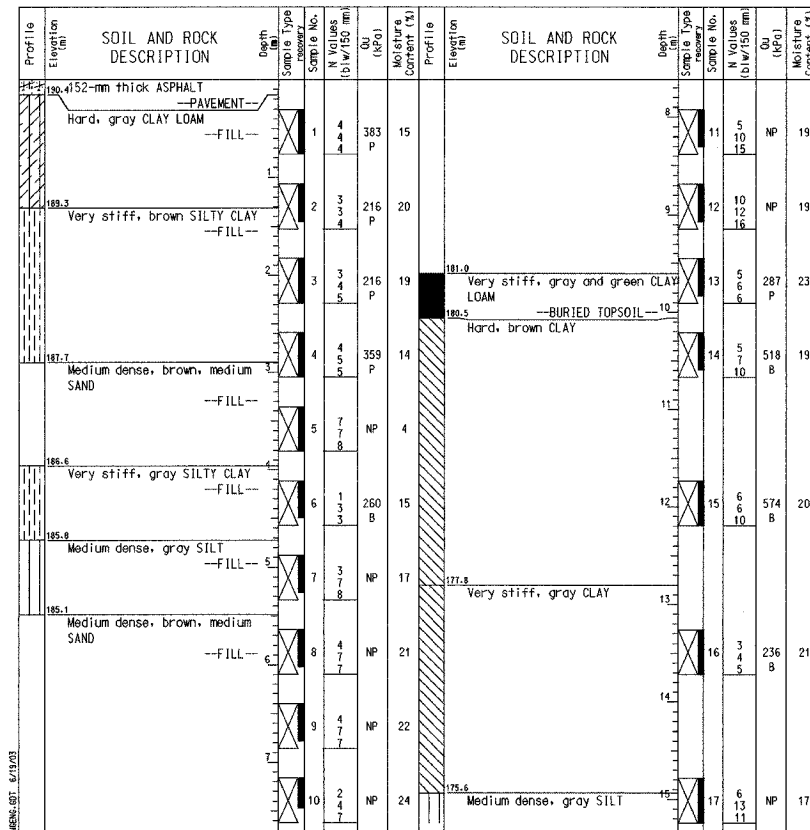 Profile
Elevation (m)
SOIL AND ROCK DESCRIPTION
Depth (m)
Sample Type recovery
Sample No.
N Values (blw/150 mm)
Qu (kPa)
Moisture Content (%)
190.4 152-mm thick ASPHALT
--PAVEMENT--
Hard, gray CLAY LOAM
--FILL--
1 4 4 4 383 P 15
1
189.3
Very stiff, brown SILTY CLAY
--FILL--
2 3 3 4 216 P 20
2
3 3 4 5 216 P 19
4 4 5 5 359 P 14
187.7
3
Medium dense, brown, medium
SAND
--FILL--
5 7 7 8 NP 4
4
186.6
Very stiff, gray SILTY CLAY
--FILL--
6 1 3 3 260 B 15
185.8
Medium dense, gray SILT
5
--FILL--
7 3 7 8 NP 17
185.1
Medium dense, brown, medium
SAND
--FILL--
6
8 4 7 7 NP 21
9 4 7 7 NP 22
7
10 2 4 7 NP 24
6/19/03
Profile
Elevation (m)
SOIL AND ROCK DESCRIPTION
Depth (m)
Sample Type recovery
Sample No.
N Values (blw/150 mm)
Qu (kPa)
Moisture Content (%)
8
11 5 10 15 NP 19
9
12 10 12 16 NP 19
181.0
Very stiff, gray and green CLAY
LOAM
13 5 6 6 287 P 23
--BURIED TOPSOIL--
10
180.5
Hard, brown CLAY
14 5 7 10 518 B 19
11
12
15 6 6 10 574 B 20
177.8
Very stiff, gray CLAY
13
16 3 4 5 236 B 21
14
175.6
15
Medium dense, gray SILT
17 6 13 11 NP 17